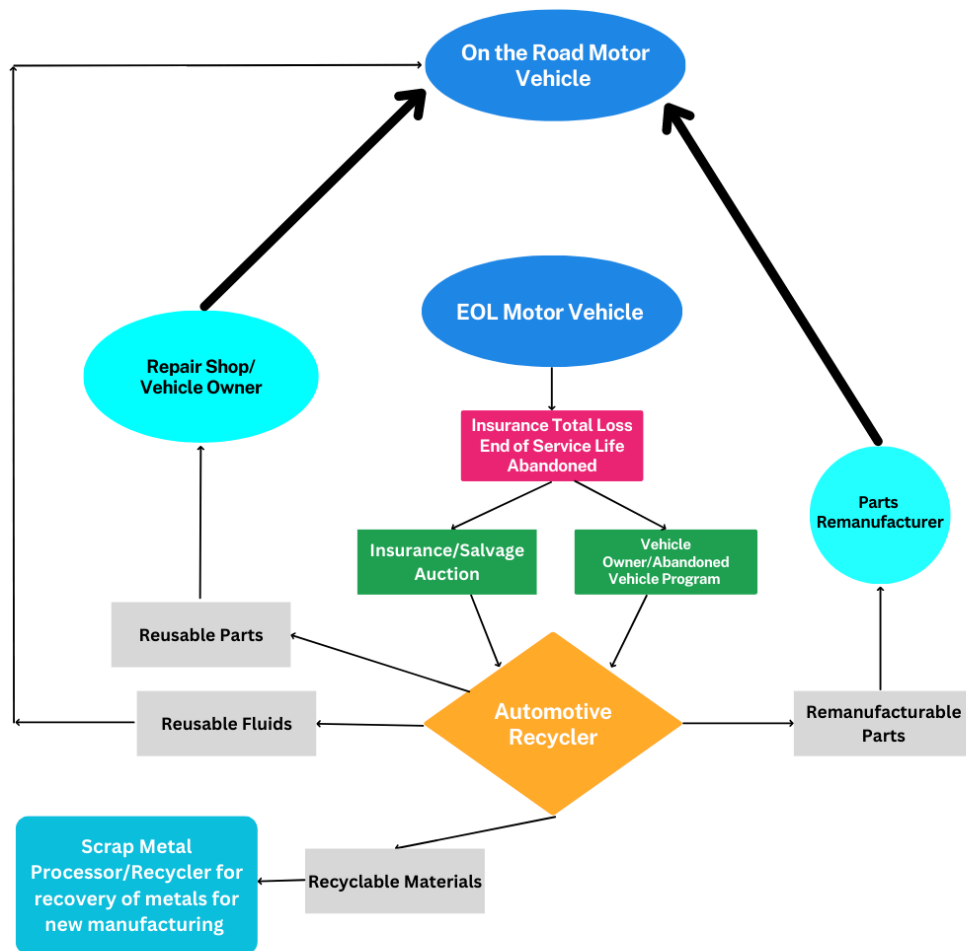 On the Road Motor
Vehicle
EOL Motor Vehicle
Repair Shop/
Vehicle Owner
Insurance Total Loss
End of Service Life
Abandoned
Parts
Remanufacturer
Insurance/Salvage
Auction
Vehicle
Owner/Abandoned
Vehicle Program
Reusable Parts
Reusable Fluids
Automotive
Recycler
Remanufacturable
Parts
Scrap Metal
Processor/Recycler for
recovery of metals for
new manufacturing
Recyclable Materials